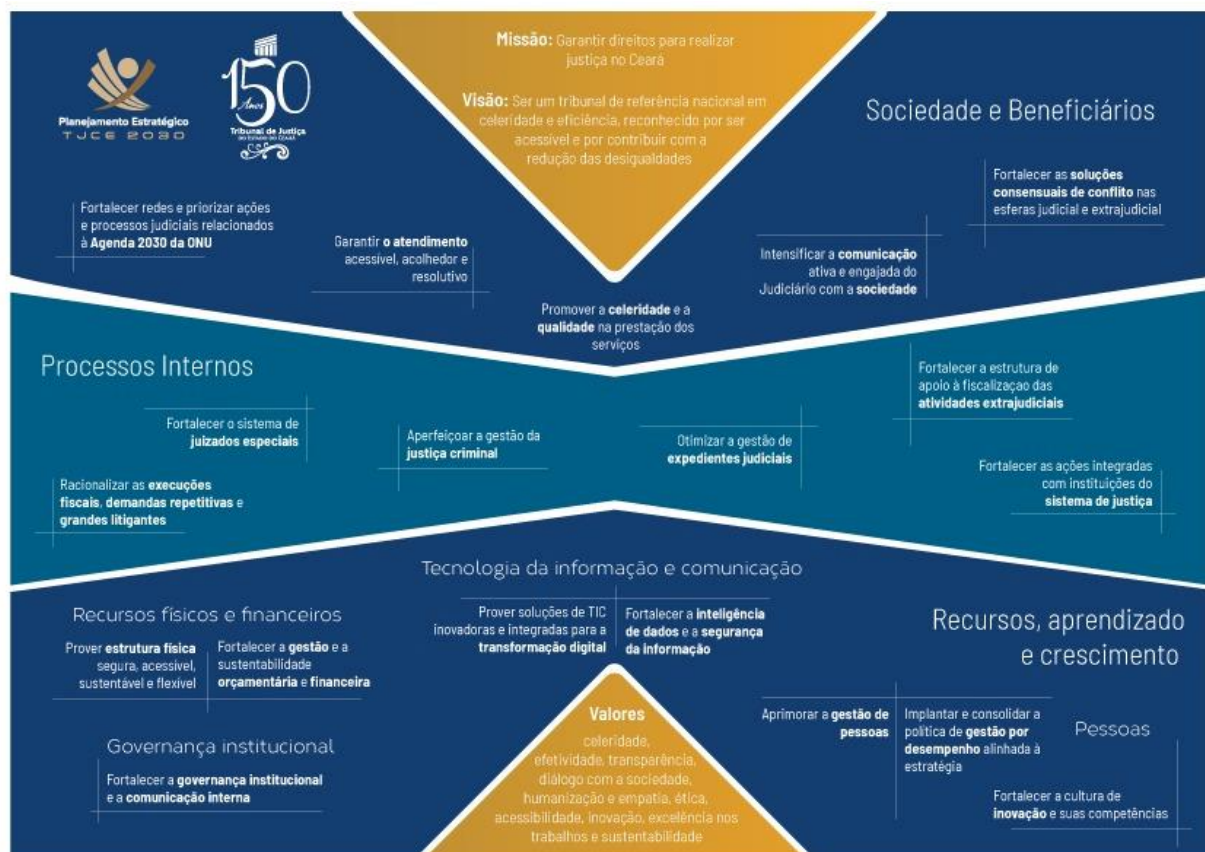 Planejamento Estratégico
TJCE 2030
150
Anos
Tribunal de Justiça
DO ESTADO DO CEARÁ
Missão: Garantir direitos para realizar
justiça no Ceará
Visão: Ser um tribunal de referência nacional em
celeridade e eficiência, reconhecido por ser
acessível e por contribuir com a
redução das desigualdades
Sociedade e Beneficiários
Fortalecer redes e priorizar ações
e processos judiciais relacionados
à Agenda 2030 da ONU
Garantir o atendimento
acessível, acolhedor e
resolutivo
Promover a celeridade e a
qualidade na prestação dos
serviços
Intensificar a comunicação
ativa e engajada do
Judiciário com a sociedade
Fortalecer as soluções
consensuais de conflito nas
esferas judicial e extrajudicial
Processos Internos
Fortalecer o sistema de
juizados especiais
Racionalizar as execuções
fiscais, demandas repetitivas e
grandes litigantes
Aperfeiçoar a gestão da
justiça criminal
Otimizar a gestão de
expedientes judiciais
Fortalecer a estrutura de
apoio à fiscalizaçao das
atividades extrajudiciais
Fortalecer as ações integradas
com instituições do
sistema de justiça
Tecnologia da informação e comunicação
Prover soluções de TIC
inovadoras e integradas para a
transformação digital
Fortalecer a inteligência
de dados e a segurança
da informação
Recursos físicos e financeiros
Prover estrutura física
segura, acessível,
sustentável e flexível
Fortalecer a gestão e a
sustentabilidade
orçamentária e financeira
Governança institucional
Fortalecer a governança institucional
e a comunicação interna
Valores
celeridade,
efetividade, transparência,
diálogo com a sociedade,
humanização e empatia, ética,
acessibilidade, inovação, excelência nos
trabalhos e sustentabilidade
Recursos, aprendizado
e crescimento
Aprimorar a gestão de
pessoas
Implantar e consolidar a
política de gestão por
desempenho alinhada à
estratégia
Pessoas
Fortalecer a cultura de
inovação e suas competências